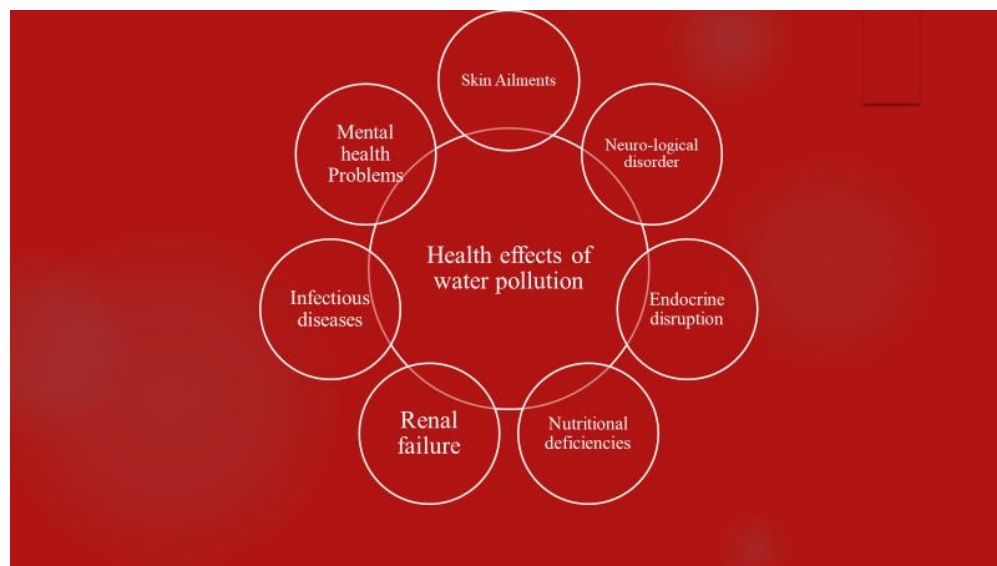 Skin Ailments
Mental
health
Problems
Neuro-logical
disorder
Health effects of
water pollution
Infectious
diseases
Endocrine
disruption
Renal
failure
Nutritional
deficiencies